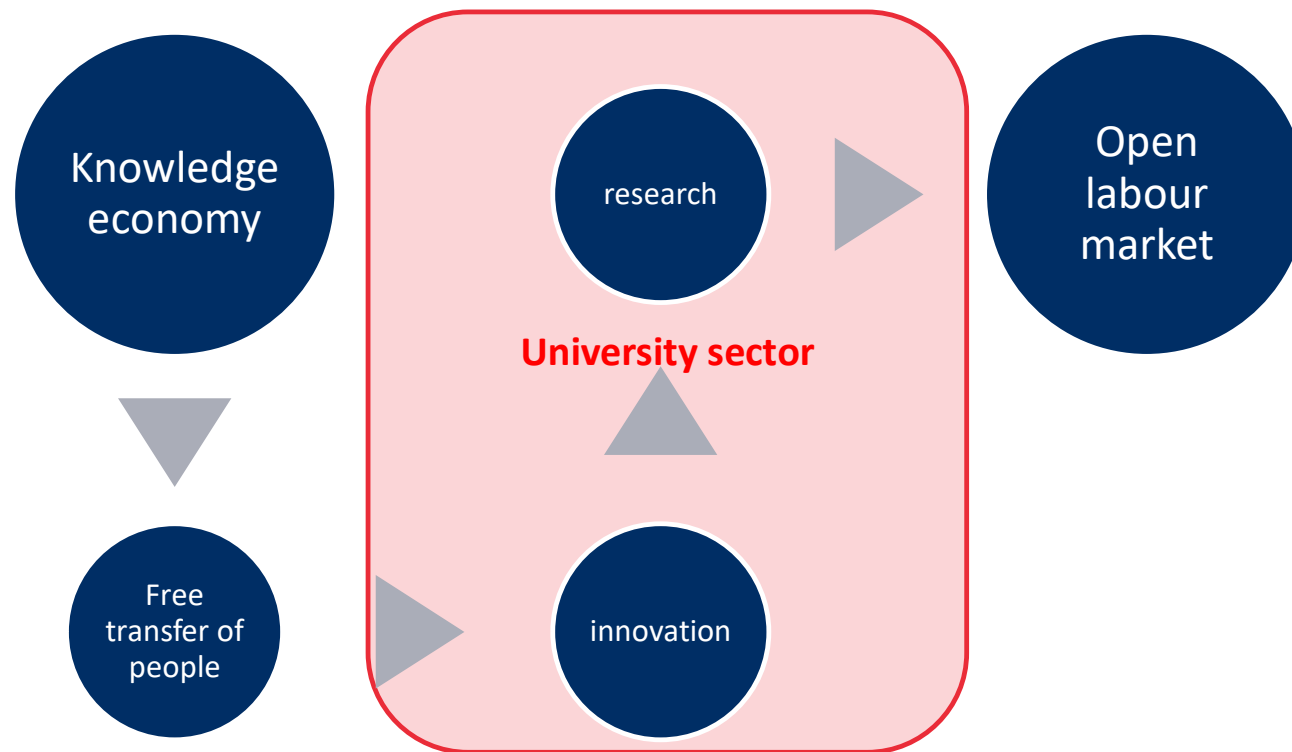 Knowledge
economy
Free
transfer of
people
research
University sector
innovation
Open
labour
market